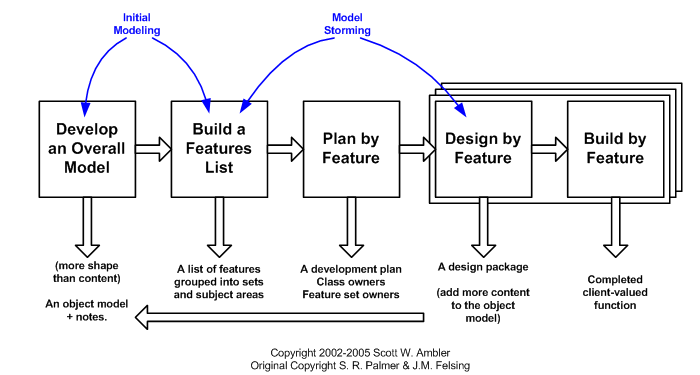 Initial
Modeling
Model
Storming
Develop
an Overall
Model
Build a
Features
List
Plan by
Feature
Design by
Feature
Build by
Feature
(more shape
than content)
An object model
+ notes.
A list of features
grouped into sets
and subject areas
A development plan
Class owners
Feature set owners
A design package
(add more content
to the object
model)
Completed
client-valued
function
Copyright 2002-2005 Scott W. Ambler
Original Copyright S. R. Palmer & J.M. Felsing